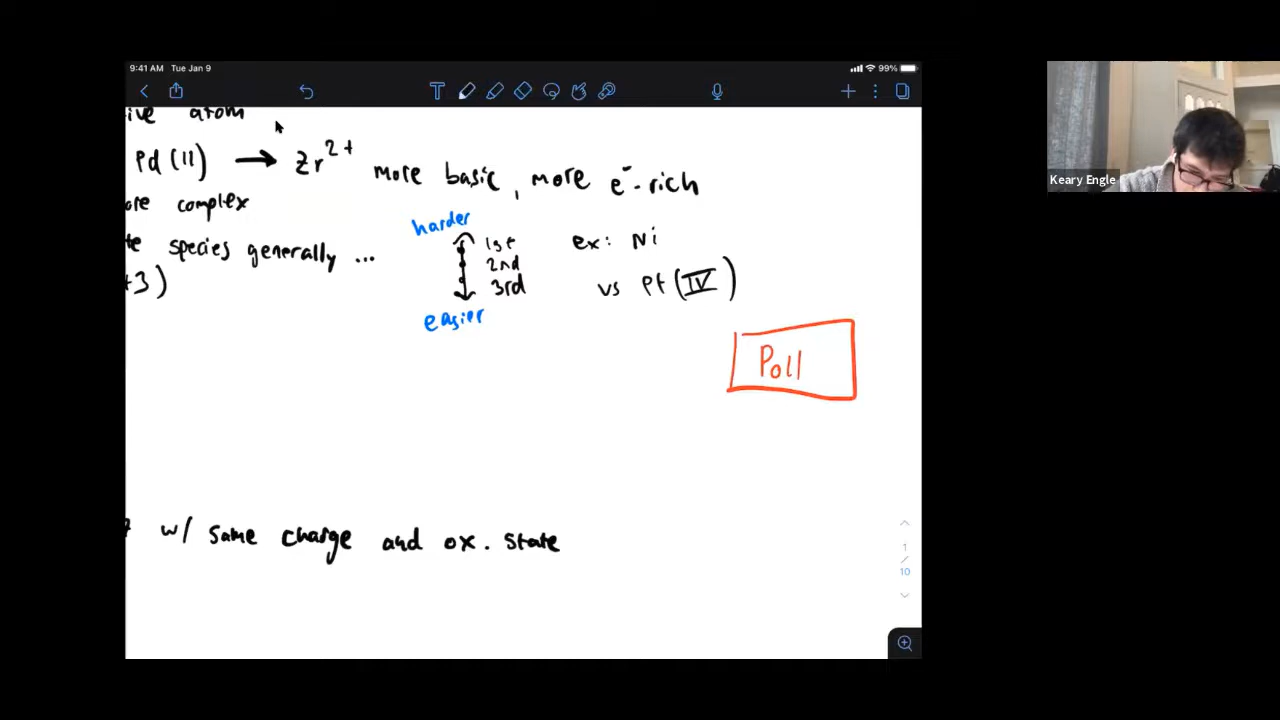 9:41 AM Tue Jan 9
99%
ive atom
Pd (II) → Zr²⁺ more basic, more e⁻-rich
ore complex
species generally ...
+3)
harder
1st
2nd
3rd
easier
ex: Ni
vs Pt (IV)
Poll
w/ same charge and ox. state
1
/
10
Keary Engle